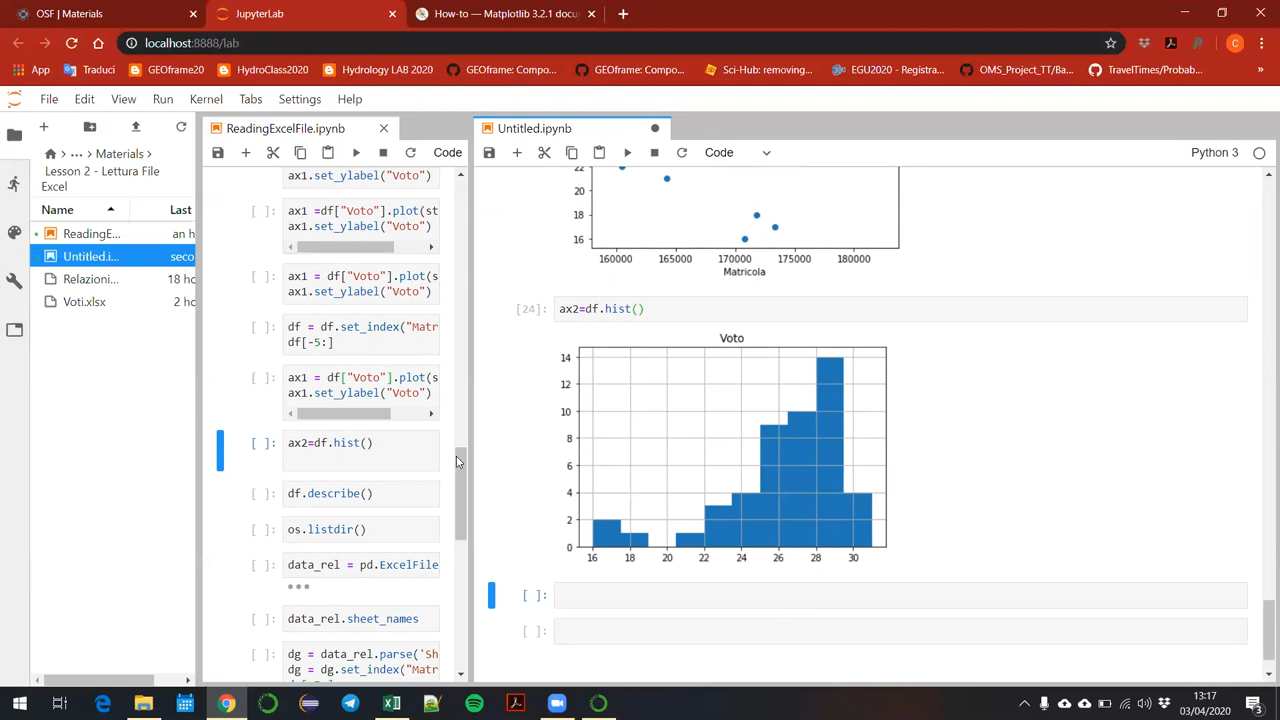 OSF | Materials
JupyterLab
How-to — Matplotlib 3.2.1 docu
localhost:8888/lab
C
App
Traduci
GEOframe20
HydroClass2020
Hydrology LAB 2020
GEOframe: Compo...
GEOframe: Compo...
Sci-Hub: removing...
EGU2020 - Registra...
OMS_Project_TT/Ba...
TravelTimes/Probab...
»
File
Edit
View
Run
Kernel
Tabs
Settings
Help
... Materials
Lesson 2 - Lettura File
Excel
Name
Last
ReadingE...
an h
Untitled.i...
seco
Relazioni...
18 hc
Voti.xlsx
2 hc
ReadingExcelFile.ipynb
Code
ax1.set_ylabel("Voto")
[ ]:
ax1 =df["Voto"].plot(st
ax1.set_ylabel("Voto")
[ ]:
ax1 = df["Voto"].plot(s
ax1.set_ylabel("Voto")
[ ]:
df = df.set_index("Matr
df[-5:]
[ ]:
ax1 = df["Voto"].plot(s
ax1.set_ylabel("Voto")
[ ]:
ax2=df.hist()
[ ]:
df.describe()
[ ]:
os.listdir()
[ ]:
data_rel = pd.ExcelFile
[ ]:
data_rel.sheet_names
[ ]:
dg = data_rel.parse('Sh
dg = dg.set_index("Matr
Untitled.ipynb
Code
Python 3
22
20
18
16
160000
165000
170000
175000
180000
Matricola
[24]:
ax2=df.hist()
Voto
14
12
10
8
6
4
2
0
16
18
20
22
24
26
28
30
[ ]:
[ ]:
13:17
03/04/2020
3